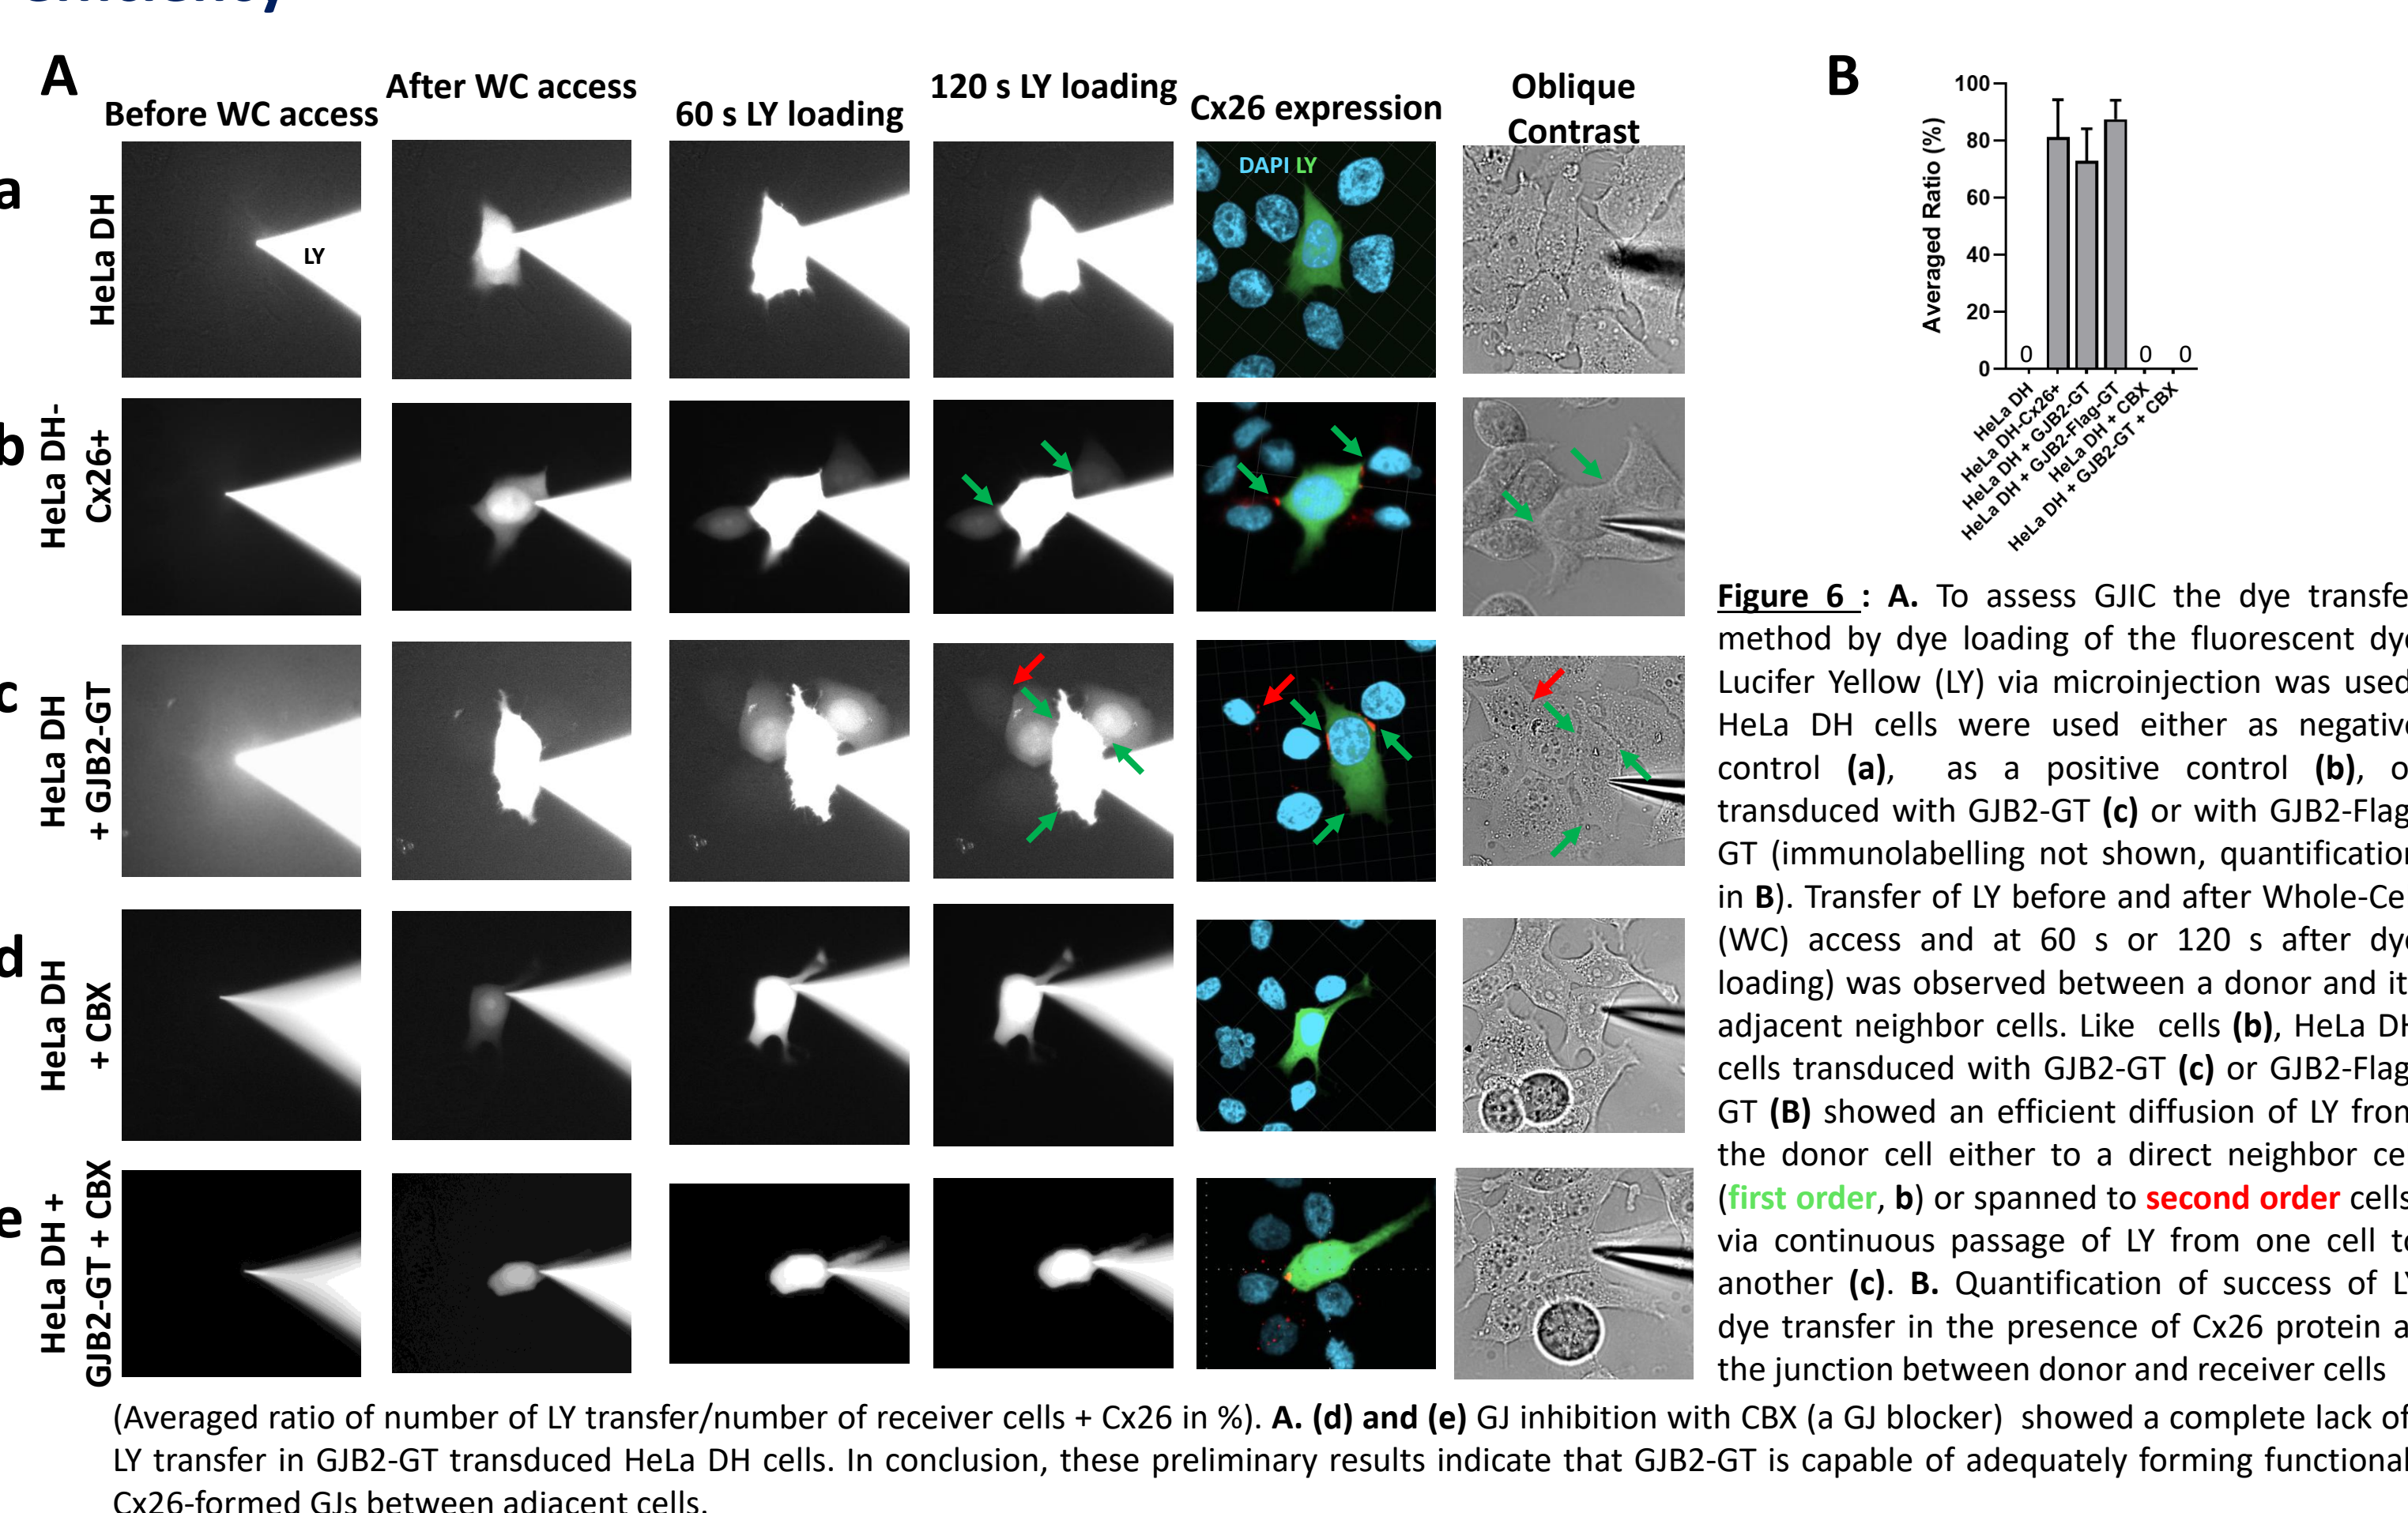 A
Before WC access
After WC access
60 s LY loading
120 s LY loading
Cx26 expression
Oblique
Contrast
a
HeLa DH
LY
DAPI LY
b
HeLa DH-
Cx26+
c
HeLa DH
+ GJB2-GT
d
HeLa DH
+ CBX
e
HeLa DH +
GJB2-GT + CBX
B
Averaged Ratio (%)
100
80
60
40
20
0
0
0
0
HeLa DH
HeLa DH-Cx26+
HeLa DH + GJB2-GT
HeLa DH + GJB2-Flag-GT
HeLa DH + CBX
HeLa DH + GJB2-GT + CBX
Figure 6 : A. To assess GJIC the dye
method by dye loading of the fluorescent
Lucifer Yellow (LY) via microinjection was used
HeLa DH cells were used either as negative
control (a), as a positive control (b),
transduced with GJB2-GT (c) or with GJB2-Flag
GT (immunolabelling not shown, quantification
in B). Transfer of LY before and after
(WC) access and at 60 s or 120 s after
loading) was observed between a donor and
adjacent neighbor cells. Like cells (b), HeLa
cells transduced with GJB2-GT (c) or GJB2-Flag
GT (B) showed an efficient diffusion of LY
the donor cell either to a direct neighbor
(first order, b) or spanned to second order cells
via continuous passage of LY from one cell
another (c). B. Quantification of success of
dye transfer in the presence of Cx26 protein
the junction between donor and receiver cells
(Averaged ratio of number of LY transfer/number of receiver cells + Cx26 in %). A. (d) and (e) GJ inhibition with CBX (a GJ blocker) showed a complete lack of
LY transfer in GJB2-GT transduced HeLa DH cells. In conclusion, these preliminary results indicate that GJB2-GT is capable of adequately forming functional
Cx26-formed GJs between adjacent cells.